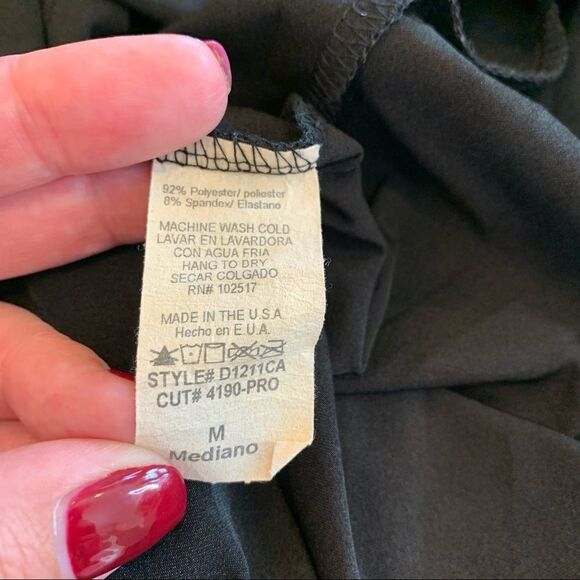 92% Polyester/ poliester
8% Spandex/ Elastano
MACHINE WASH COLD
LAVAR EN LAVARDORA
CON AGUA FRIA
HANG TO DRY
SECAR COLGADO
RN# 102517
MADE IN THE U.S.A.
Hecho en E.U.A.
STYLE# D1211CA
CUT# 4190-PRO
M
Mediano